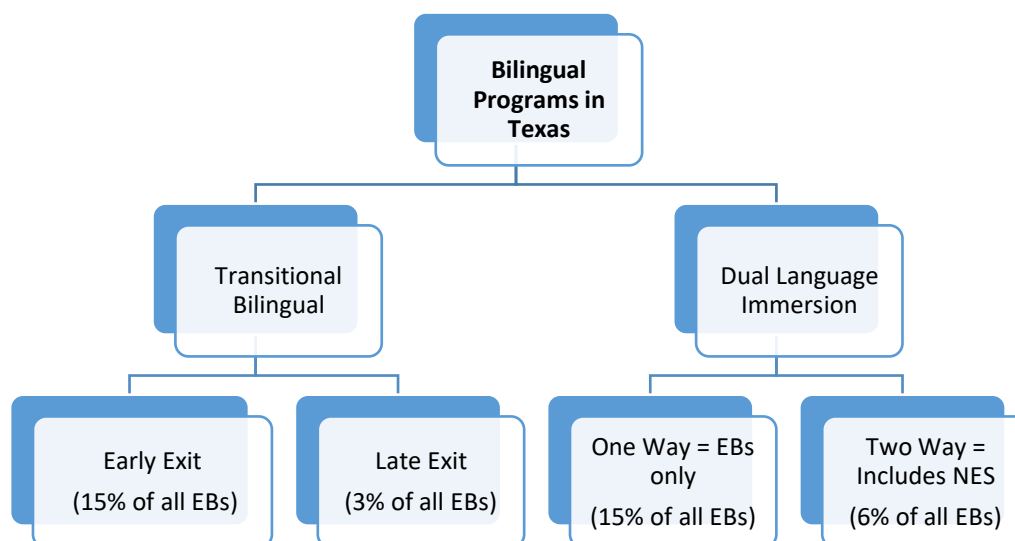 Bilingual
Programs in
Texas
Transitional
Bilingual
Dual Language
Immersion
Early Exit
(15% of all EBs)
Late Exit
(3% of all EBs)
One Way = EBs
only
(15% of all EBs)
Two Way =
Includes NES
(6% of all EBs)